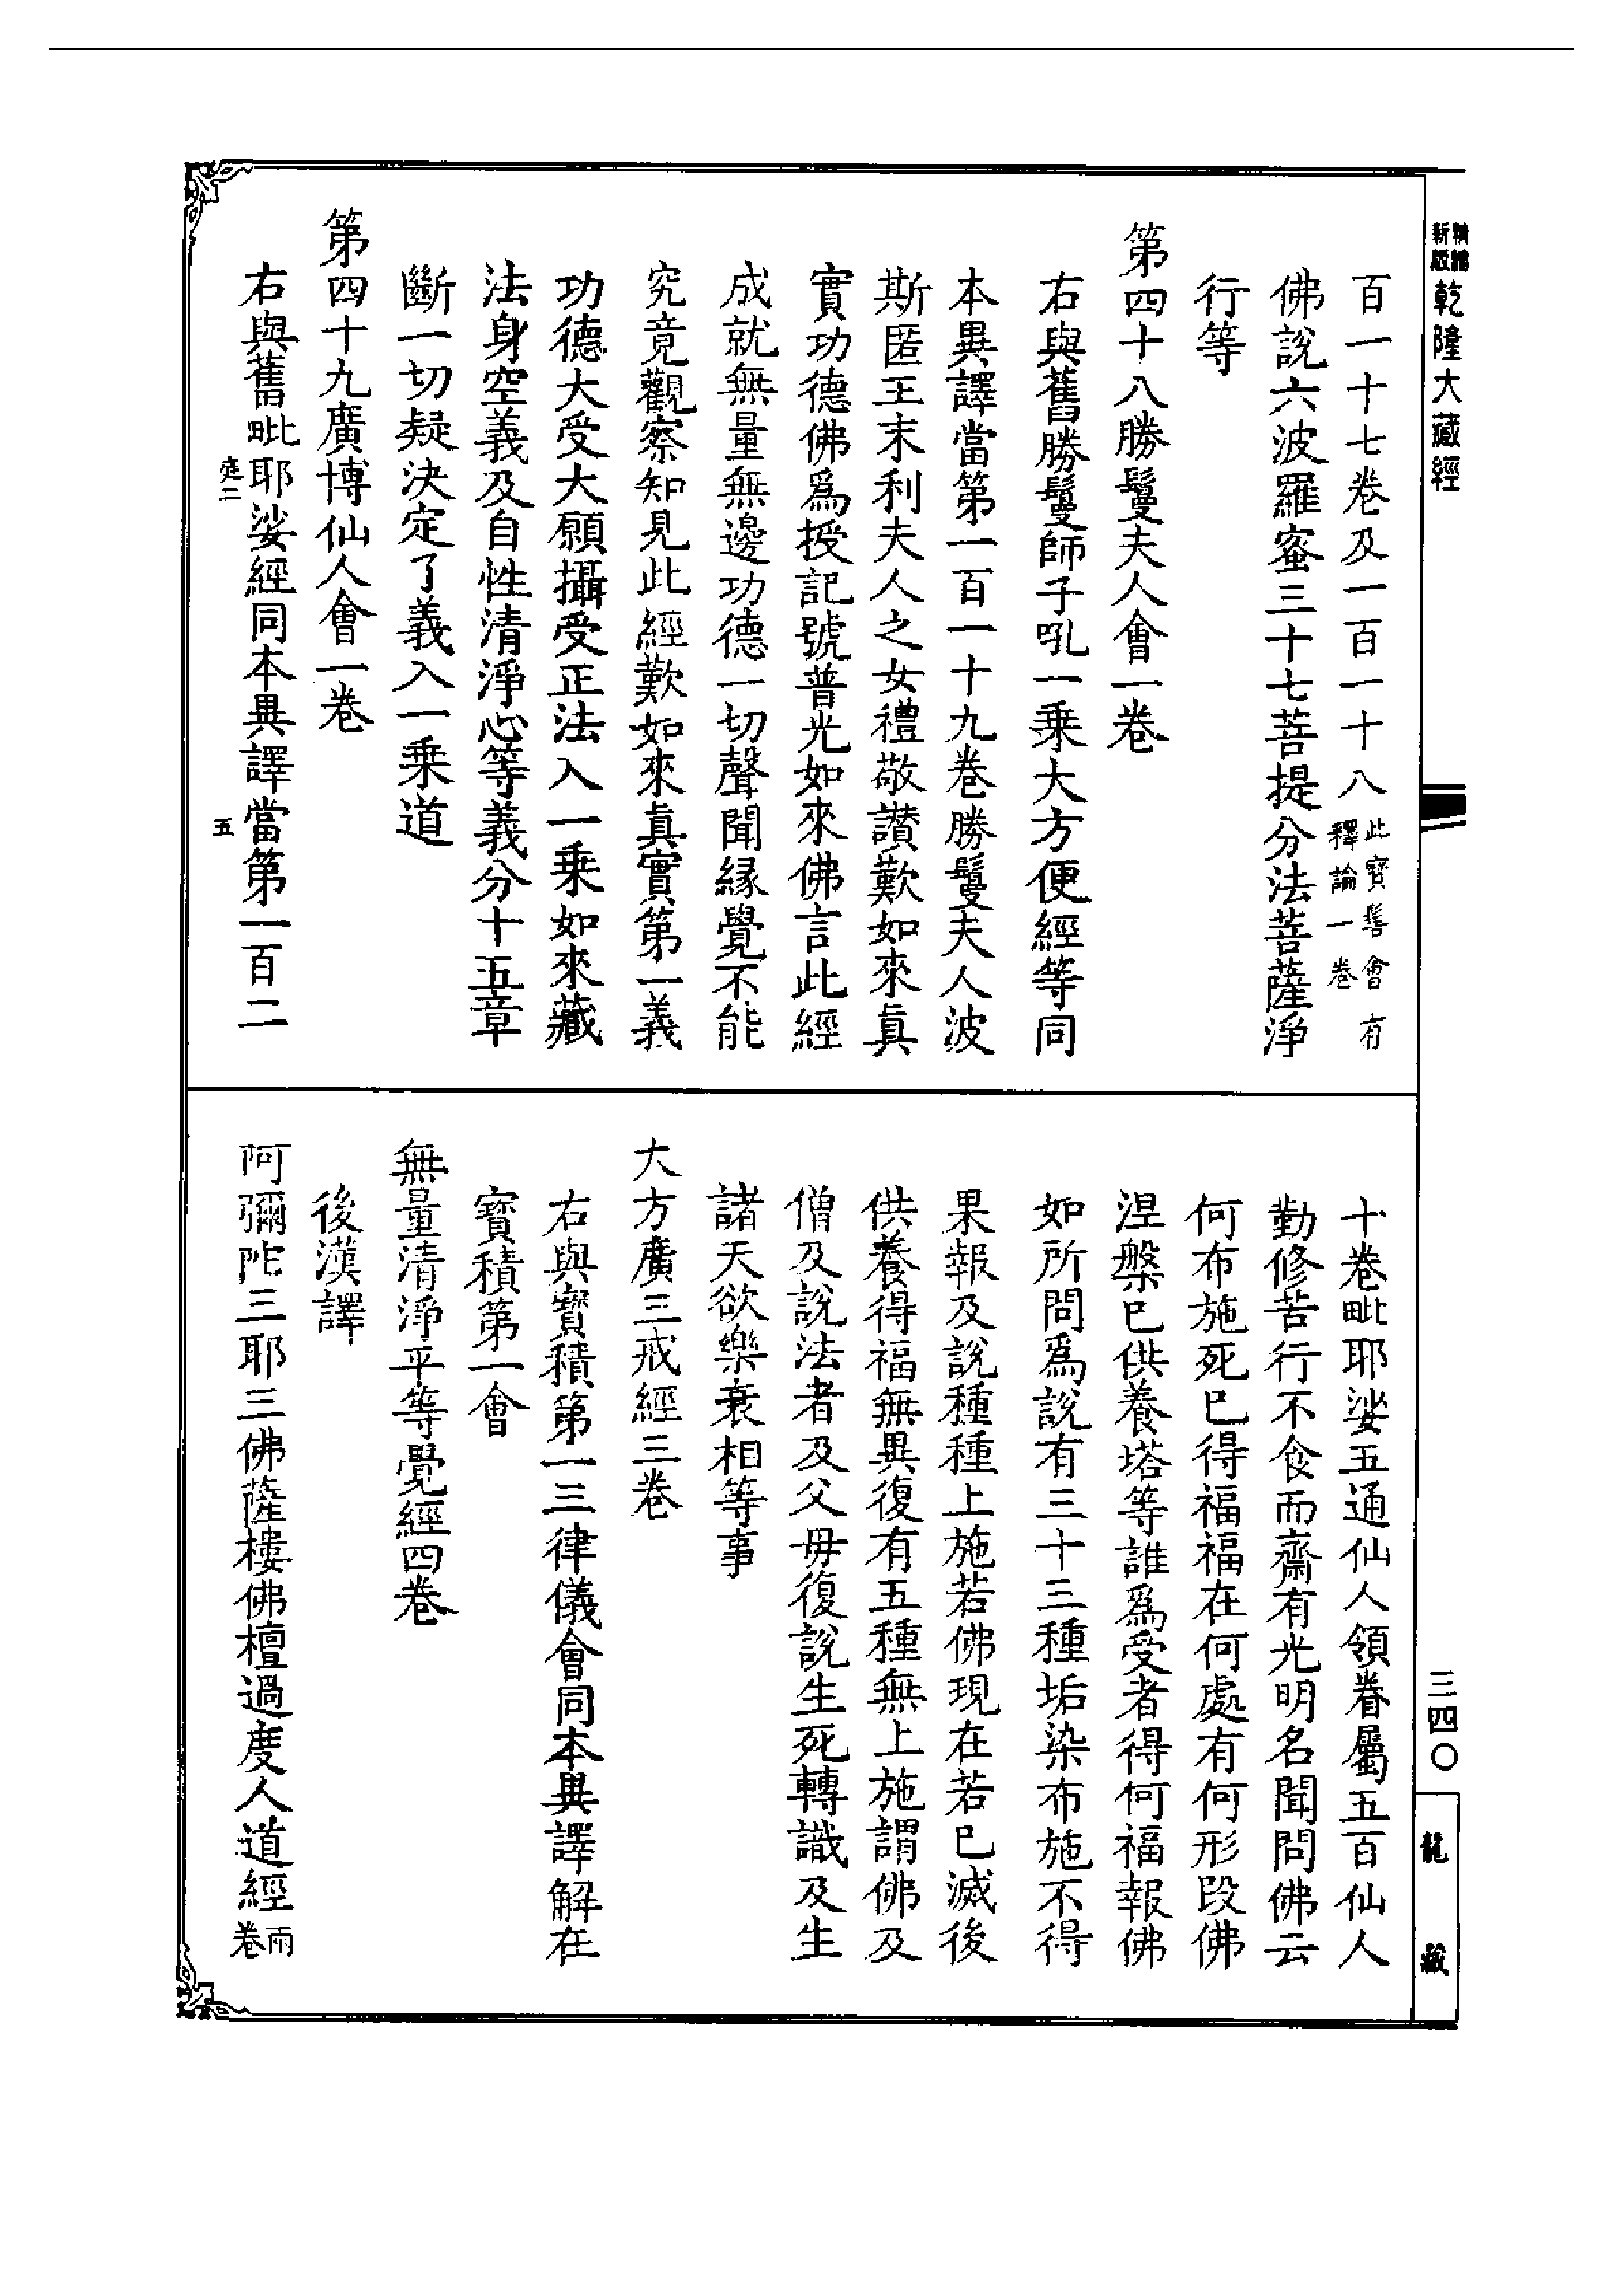 精繕新版乾隆大藏經
三四〇
龍藏
百一十七卷及一百一十八此寶髻會有釋論一卷
佛說六波羅蜜三十七菩提分法菩薩淨
行等
第四十八勝鬘夫人會一卷
右與舊勝鬘師子吼一乘大方便經等同
本異譯當第一百一十九卷勝鬘夫人波
斯匿王末利夫人之女禮敬讃歎如來真
實功德佛爲授記號普光如來佛言此經
成就無量無邊功德一切聲聞緣覺不能
究竟觀察知見此經歎如來真實第一義
功德大受大願攝受正法入一乘如來藏
法身空義及自性清淨心等義分十五章
斷一切疑決定了義入一乘道
第四十九廣博仙人會一卷
右與舊毗耶娑經同本異譯當第一百二
庭二
五
十卷毗耶娑五通仙人領眷屬五百仙人
勤修苦行不食而齋有光明名聞問佛云
何布施死巳得福福在何處有何形段佛
涅槃巳供養塔等誰爲受者得何福報佛
如所問爲說有三十三種垢染布施不得
果報及說種種上施若佛現在若巳滅後
供養得福無異復有五種無上施謂佛及
僧及說法者及父母復說生死轉識及生
諸天欲樂衰相等事
大方廣三戒經三卷
右與寶積第一三律儀會同本異譯解在
寶積第一會
無量清淨平等覺經四卷
後漢譯
阿彌陀三耶三佛薩樓佛檀過度人道經兩卷